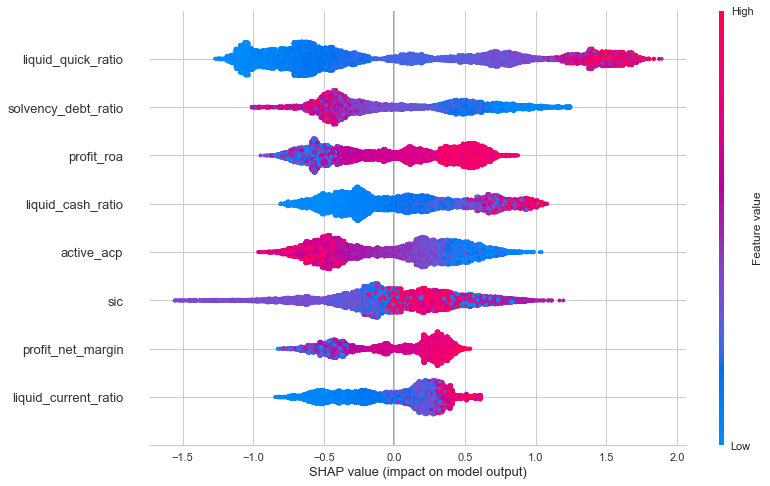 High
liquid_quick_ratio
solvency_debt_ratio
profit_roa
liquid_cash_ratio
active_acp
sic
profit_net_margin
liquid_current_ratio
Feature value
Low
−1.5 −1.0 −0.5 0.0 0.5 1.0 1.5 2.0
SHAP value (impact on model output)